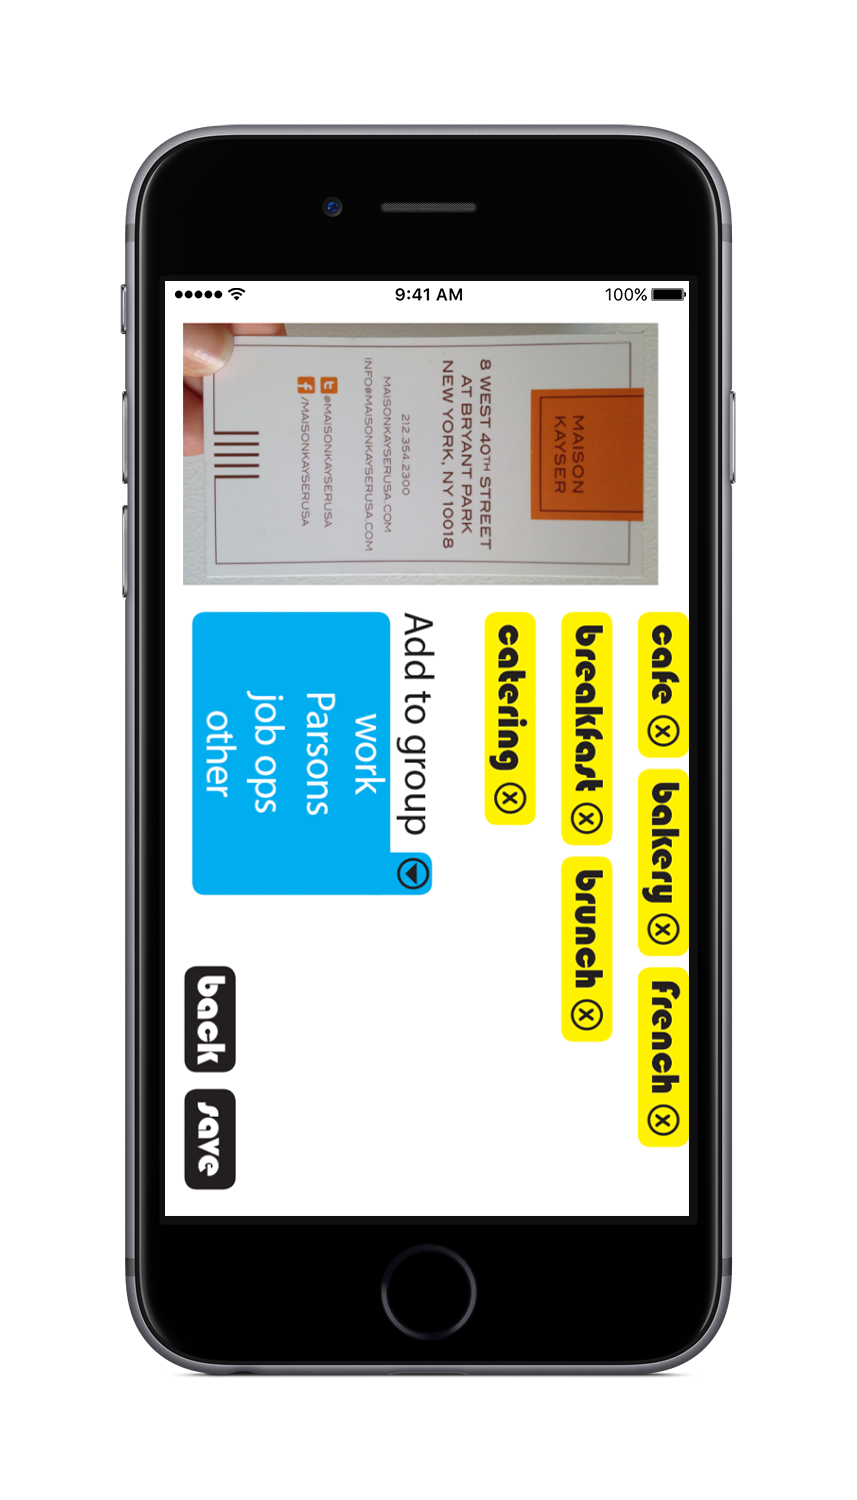 9:41 AM
100%
MAISON
KAYSER
8 WEST 40TH STREET
AT BRYANT PARK
NEW YORK, NY 10018
212.354.2300
MAISONKAYSERUSA.COM
INFO@MAISONKAYSERUSA.COM
t @MAISONKAYSERUSA
f /MAISONKAYSERUSA
cafe x bakery x french x
breakfast x brunch x
catering x
Add to group
work
Parsons
job ops
other
back save